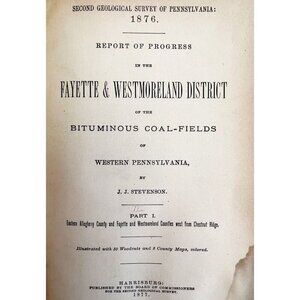 SECOND GEOLOGICAL SURVEY OF PENNSYLVANIA:
1876.
REPORT OF PROGRESS
IN THE
FAYETTE & WESTMORELAND DISTRICT
OF THE
BITUMINOUS COAL-FIELDS
OF
WESTERN PENNSYLVANIA,
BY
J. J. STEVENSON.
PART I.
Eastern Allegheny County and Fayette and Westmoreland Counties west from Chestnut Ridge.
Illustrated with 50 Woodcuts and 3 County Maps, colored.
HARRISBURG:
PUBLISHED BY THE BOARD OF COMMISSIONERS
FOR THE SECOND GEOLOGICAL SURVEY.
1877.